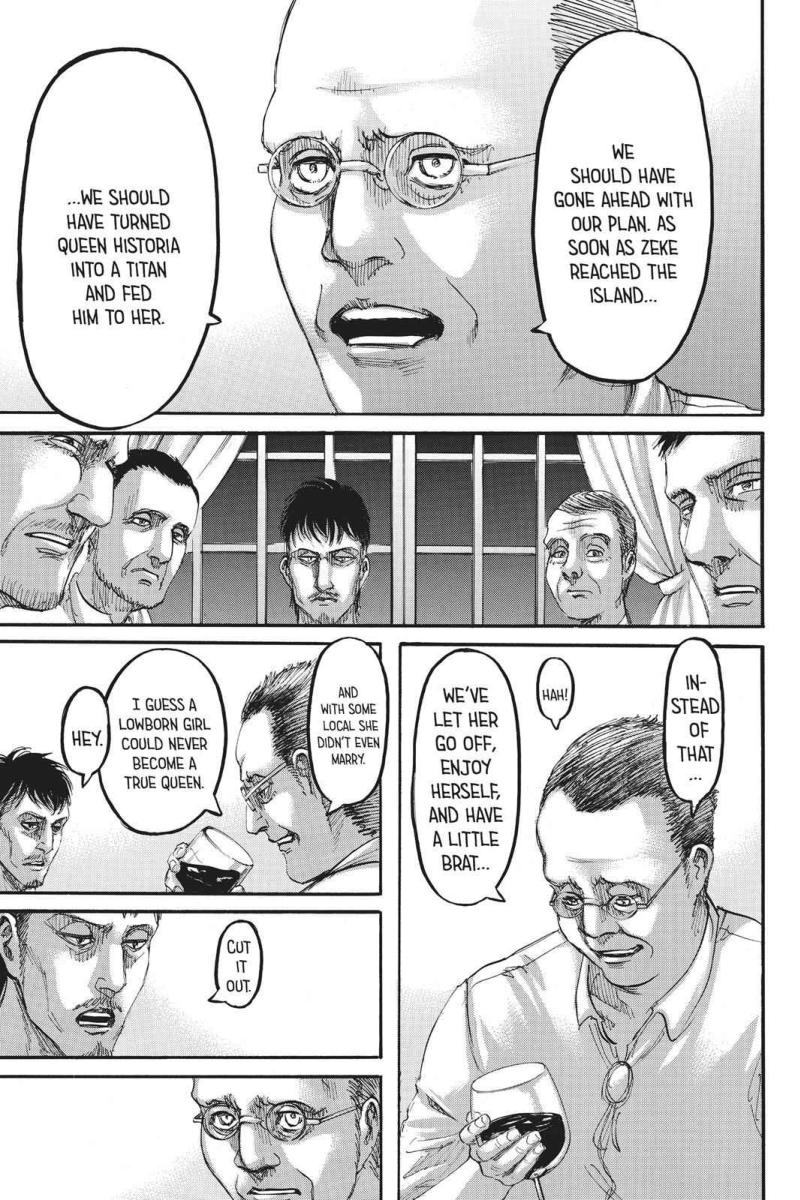 WE
SHOULD HAVE
GONE AHEAD WITH
OUR PLAN. AS
SOON AS ZEKE
REACHED THE
ISLAND...
...WE SHOULD
HAVE TURNED
QUEEN HISTORIA
INTO A TITAN
AND FED
HIM TO HER.
IN-
STEAD
OF
THAT
...
HAH!
WE'VE
LET HER
GO OFF,
ENJOY
HERSELF,
AND HAVE
A LITTLE
BRAT...
AND
WITH SOME
LOCAL SHE
DIDN'T EVEN
MARRY.
I GUESS A
LOWBORN GIRL
COULD NEVER
BECOME A
TRUE QUEEN.
HEY.
CUT
IT
OUT.